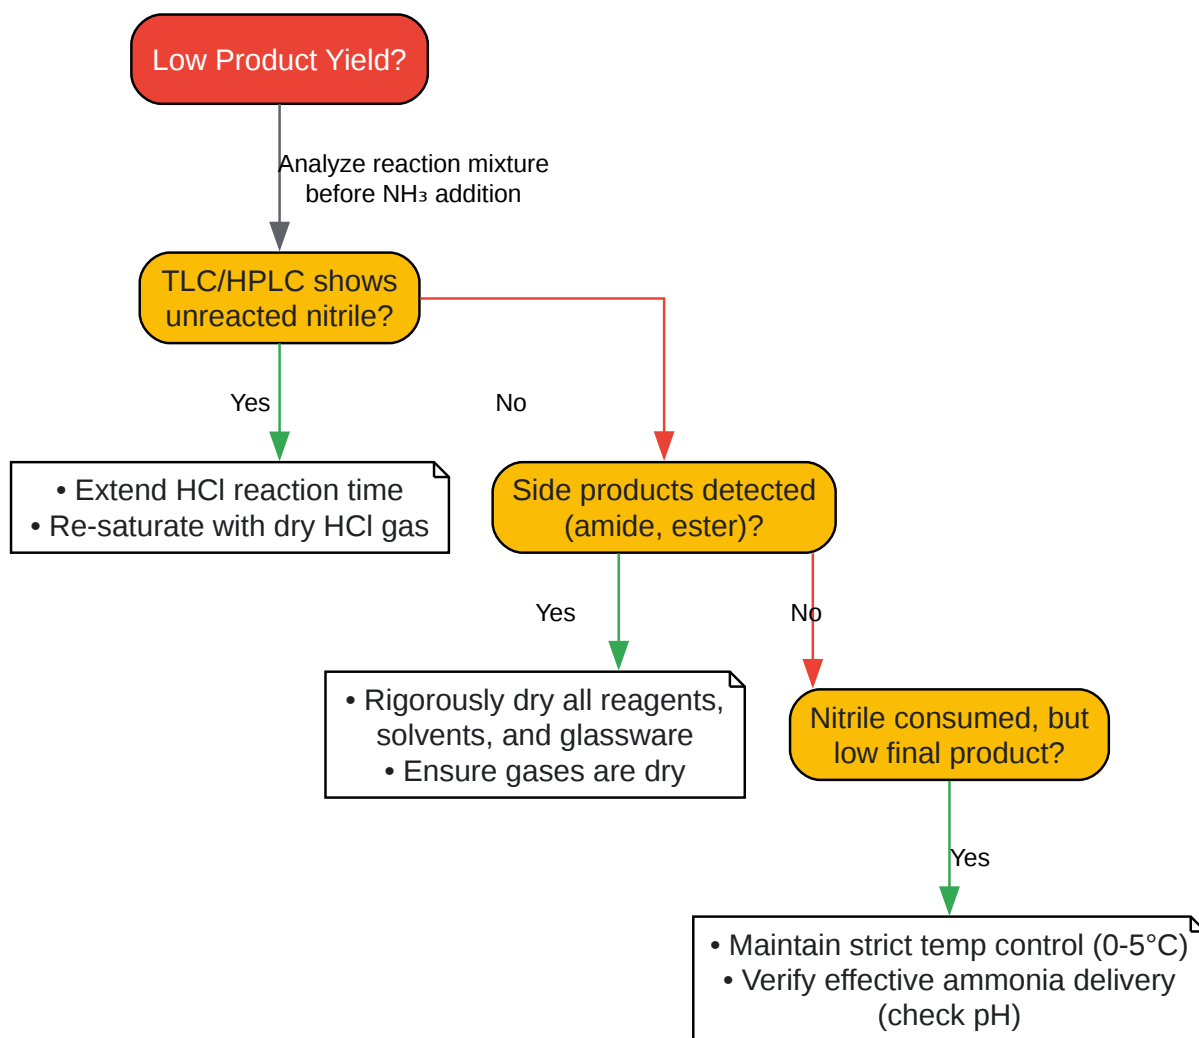 Low Product Yield?
Analyze reaction mixture
before NH₃ addition
TLC/HPLC shows
unreacted nitrile?
Yes
No
• Extend HCl reaction time
• Re-saturate with dry HCl gas
Side products detected
(amide, ester)?
Yes
No
• Rigorously dry all reagents,
solvents, and glassware
• Ensure gases are dry
Nitrile consumed, but
low final product?
Yes
• Maintain strict temp control (0-5°C)
• Verify effective ammonia delivery
(check pH)